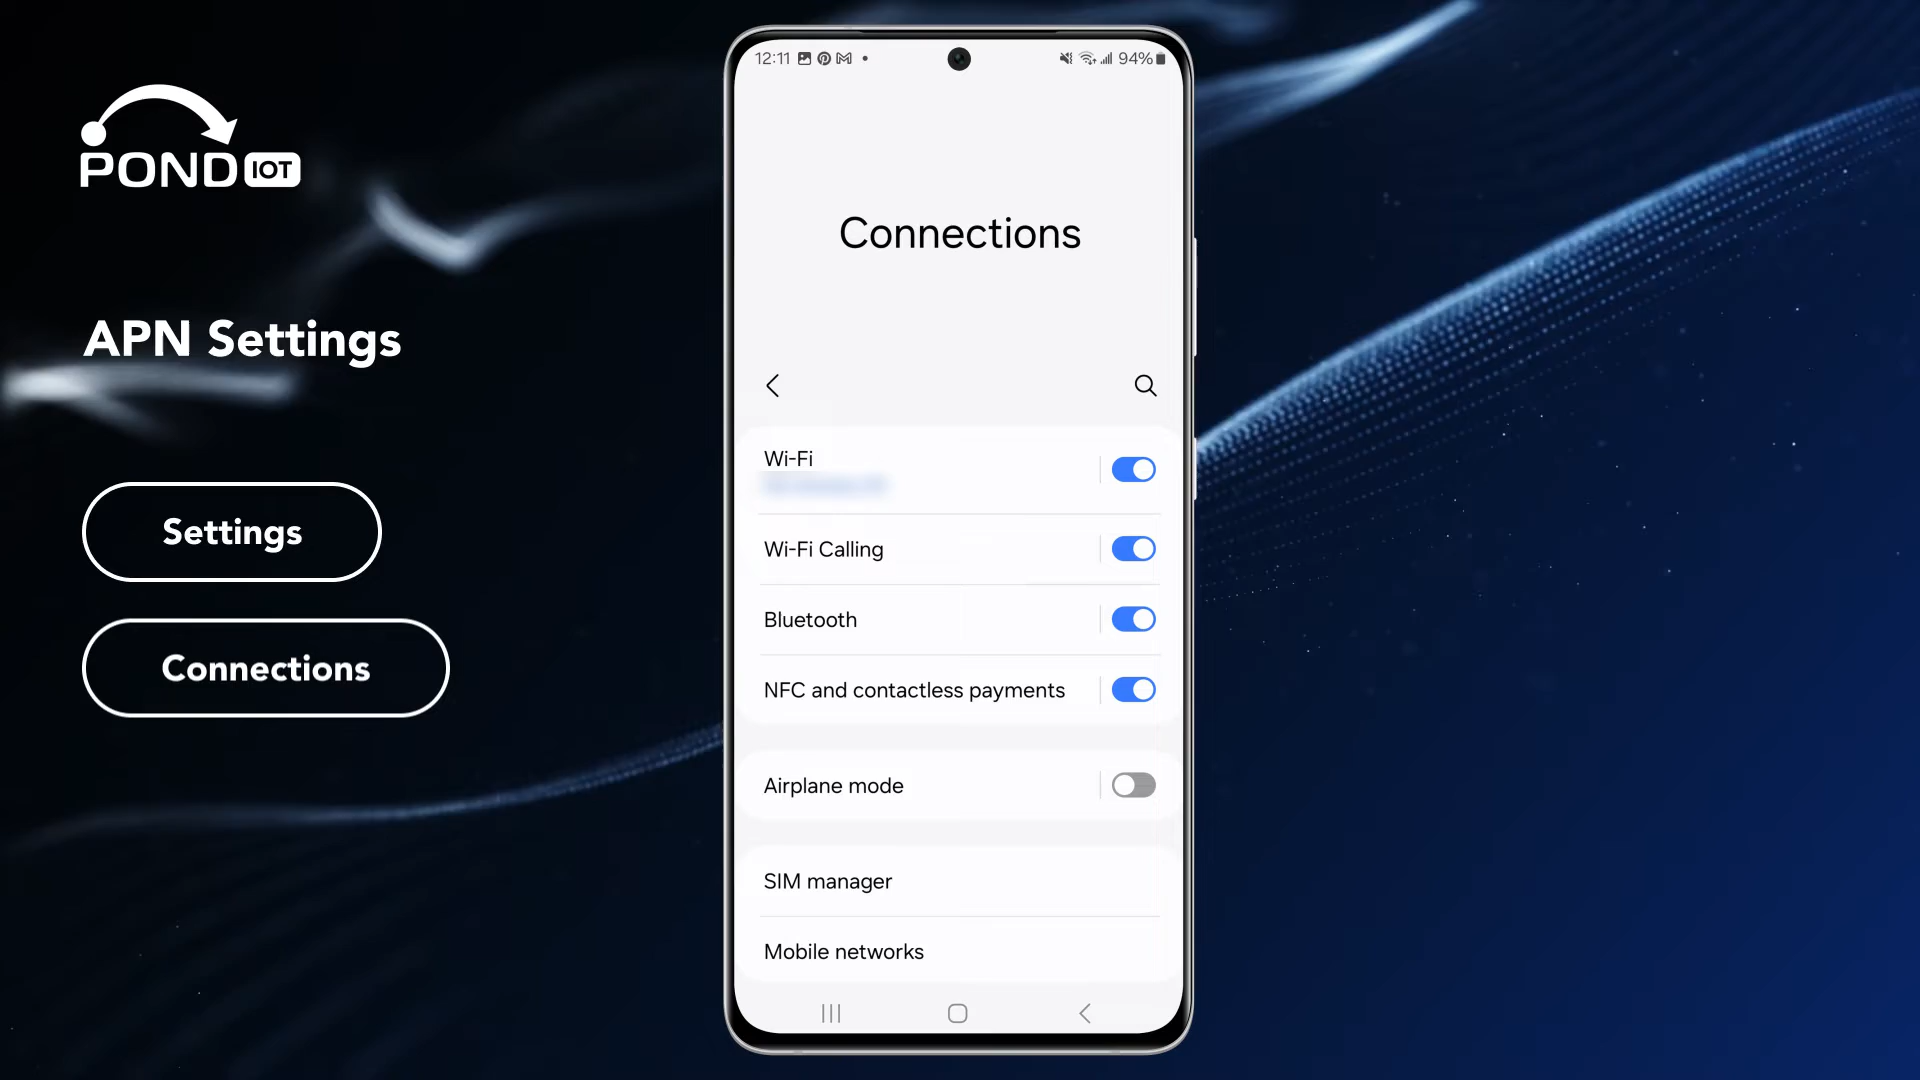 POND IOT
APN Settings
Settings
Connections
12:11
94%
Connections
Wi-Fi
Wi-Fi Calling
Bluetooth
NFC and contactless payments
Airplane mode
SIM manager
Mobile networks